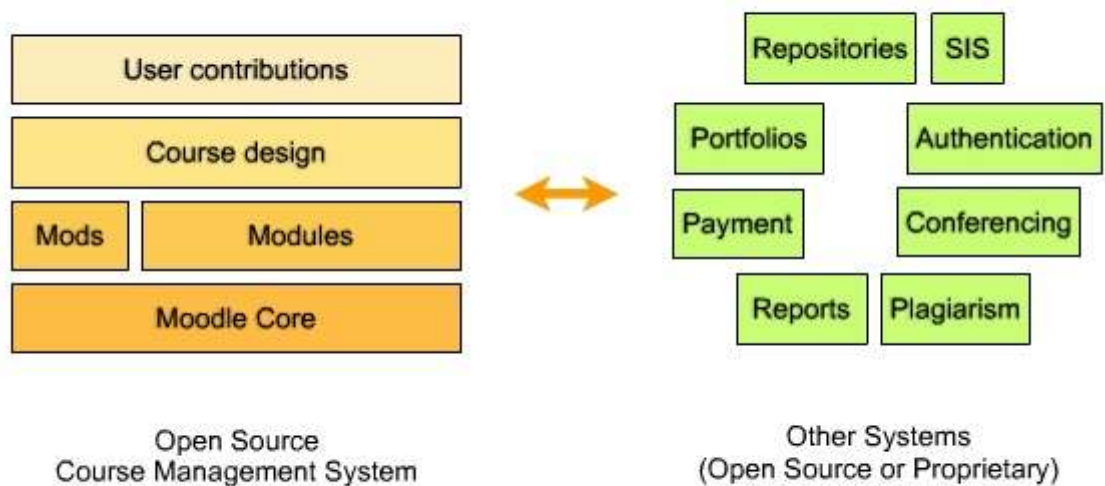 User contributions
Course design
Mods
Modules
Moodle Core
Open Source
Course Management System
Repositories
SIS
Portfolios
Authentication
Payment
Conferencing
Reports
Plagiarism
Other Systems
(Open Source or Proprietary)